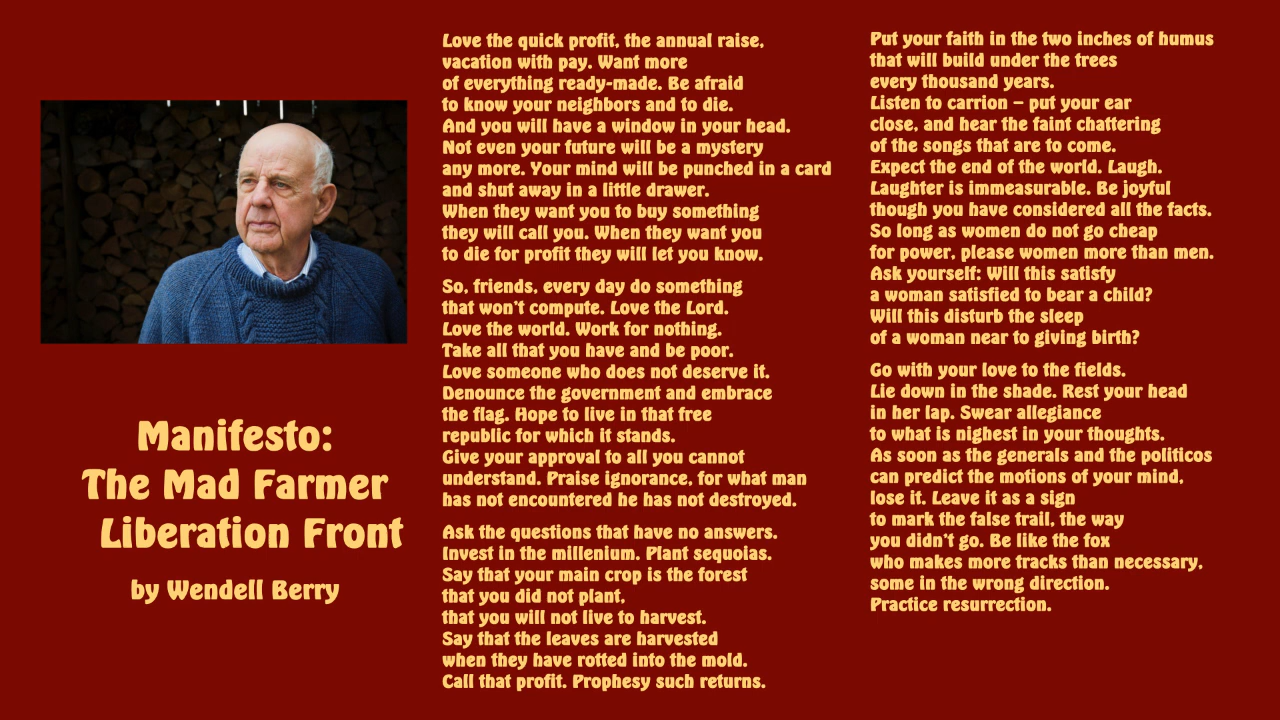 Manifesto:
The Mad Farmer
Liberation Front
by Wendell Berry
Love the quick profit, the annual raise,
vacation with pay. Want more
of everything ready-made. Be afraid
to know your neighbors and to die.
And you will have a window in your head.
Not even your future will be a mystery
any more. Your mind will be punched in a card
and shut away in a little drawer.
When they want you to buy something
they will call you. When they want you
to die for profit they will let you know.
So, friends, every day do something
that won't compute. Love the Lord.
Love the world. Work for nothing.
Take all that you have and be poor.
Love someone who does not deserve it.
Denounce the government and embrace
the flag. Hope to live in that free
republic for which it stands.
Give your approval to all you cannot
understand. Praise ignorance, for what man
has not encountered he has not destroyed.
Ask the questions that have no answers.
Invest in the millenium. Plant sequoias.
Say that your main crop is the forest
that you did not plant,
that you will not live to harvest.
Say that the leaves are harvested
when they have rotted into the mold.
Call that profit. Prophesy such returns.
Put your faith in the two inches of humus
that will build under the trees
every thousand years.
Listen to carrion – put your ear
close, and hear the faint chattering
of the songs that are to come.
Expect the end of the world. Laugh.
Laughter is immeasurable. Be joyful
though you have considered all the facts.
So long as women do not go cheap
for power, please women more than men.
Ask yourself: Will this satisfy
a woman satisfied to bear a child?
Will this disturb the sleep
of a woman near to giving birth?
Go with your love to the fields.
Lie down in the shade. Rest your head
in her lap. Swear allegiance
to what is nighest in your thoughts.
As soon as the generals and the politicos
can predict the motions of your mind,
lose it. Leave it as a sign
to mark the false trail, the way
you didn't go. Be like the fox
who makes more tracks than necessary,
some in the wrong direction.
Practice resurrection.